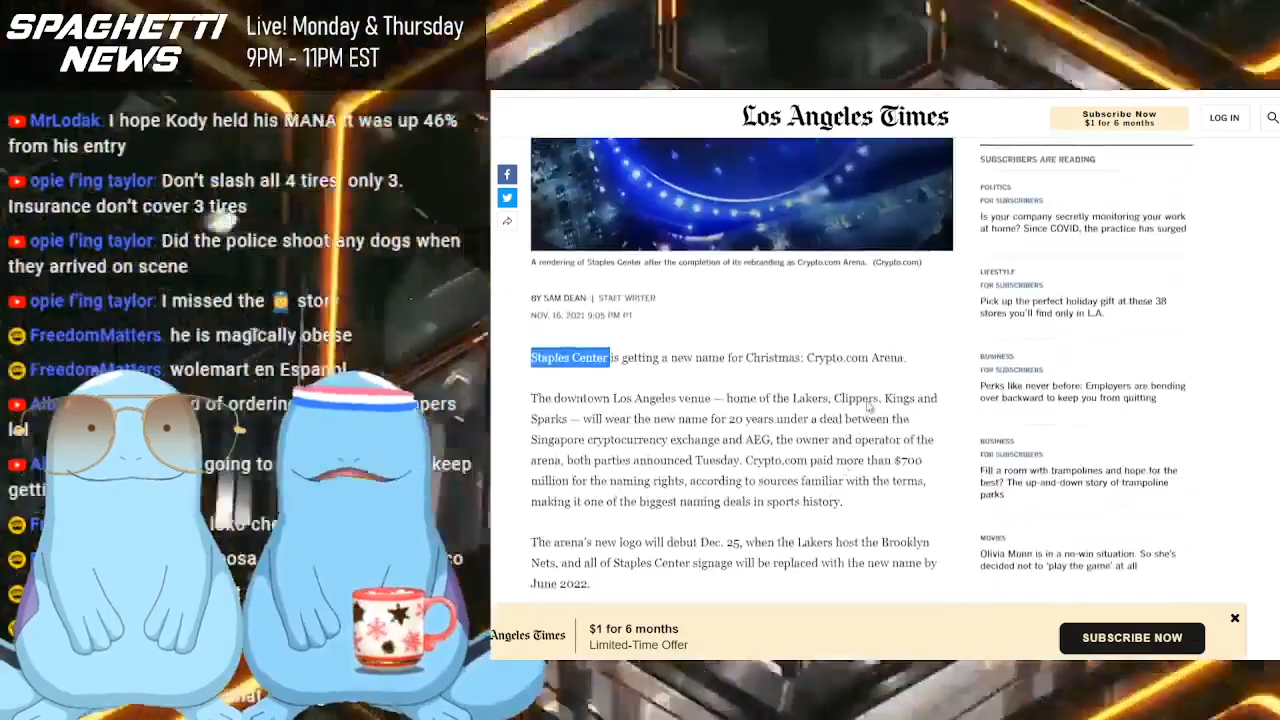 SPAGHETTI
NEWS
Live! Monday & Thursday
9PM - 11PM EST
MrLodak: I hope Kody held his MANA it was up 46%
from his entry
opie f'ing taylor: Don't slash all 4 tires, only 3.
Insurance don't cover 3 tires
opie f'ing taylor: Did the police shoot any dogs when
they arrived on scene
opie f'ing taylor: I missed the story
FreedomMatters: he is magically obese
FreedomMatters: wolemart en Espanol
of ordering
lol
going to keep
Los Angeles Times
Subscribe Now
$1 for 6 months
LOG IN
A rendering of Staples Center after the completion of its rebranding as Crypto.com Arena. (Crypto.com)
BY SAM DEAN | STAFF WRITER
NOV. 16, 2021 9:05 PM PT
Staples Center is getting a new name for Christmas: Crypto.com Arena.
The downtown Los Angeles venue — home of the Lakers, Clippers, Kings and
Sparks — will wear the new name for 20 years under a deal between the
Singapore cryptocurrency exchange and AEG, the owner and operator of the
arena, both parties announced Tuesday. Crypto.com paid more than $700
million for the naming rights, according to sources familiar with the terms,
making it one of the biggest naming deals in sports history.
The arena's new logo will debut Dec. 25, when the Lakers host the Brooklyn
Nets, and all of Staples Center signage will be replaced with the new name by
June 2022.
SUBSCRIBERS ARE READING
POLITICS
FOR SUBSCRIBERS
Is your company secretly monitoring your work
at home? Since COVID, the practice has surged
LIFESTYLE
FOR SUBSCRIBERS
Pick up the perfect holiday gift at these 38
stores you'll find only in L.A.
BUSINESS
FOR SUBSCRIBERS
Perks like never before: Employers are bending
over backward to keep you from quitting
BUSINESS
FOR SUBSCRIBERS
Fill a room with trampolines and hope for the
best? The up-and-down story of trampoline
parks
MOVIES
Olivia Munn is in a no-win situation. So she's
decided not to 'play the game' at all
Angeles Times
$1 for 6 months
Limited-Time Offer
SUBSCRIBE NOW